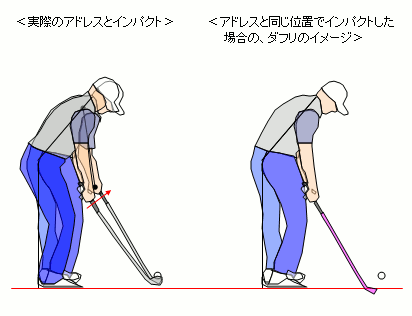 ＜実際のアドレスとインパクト＞
＜アドレスと同じ位置でインパクトした
場合の、ダフリのイメージ＞